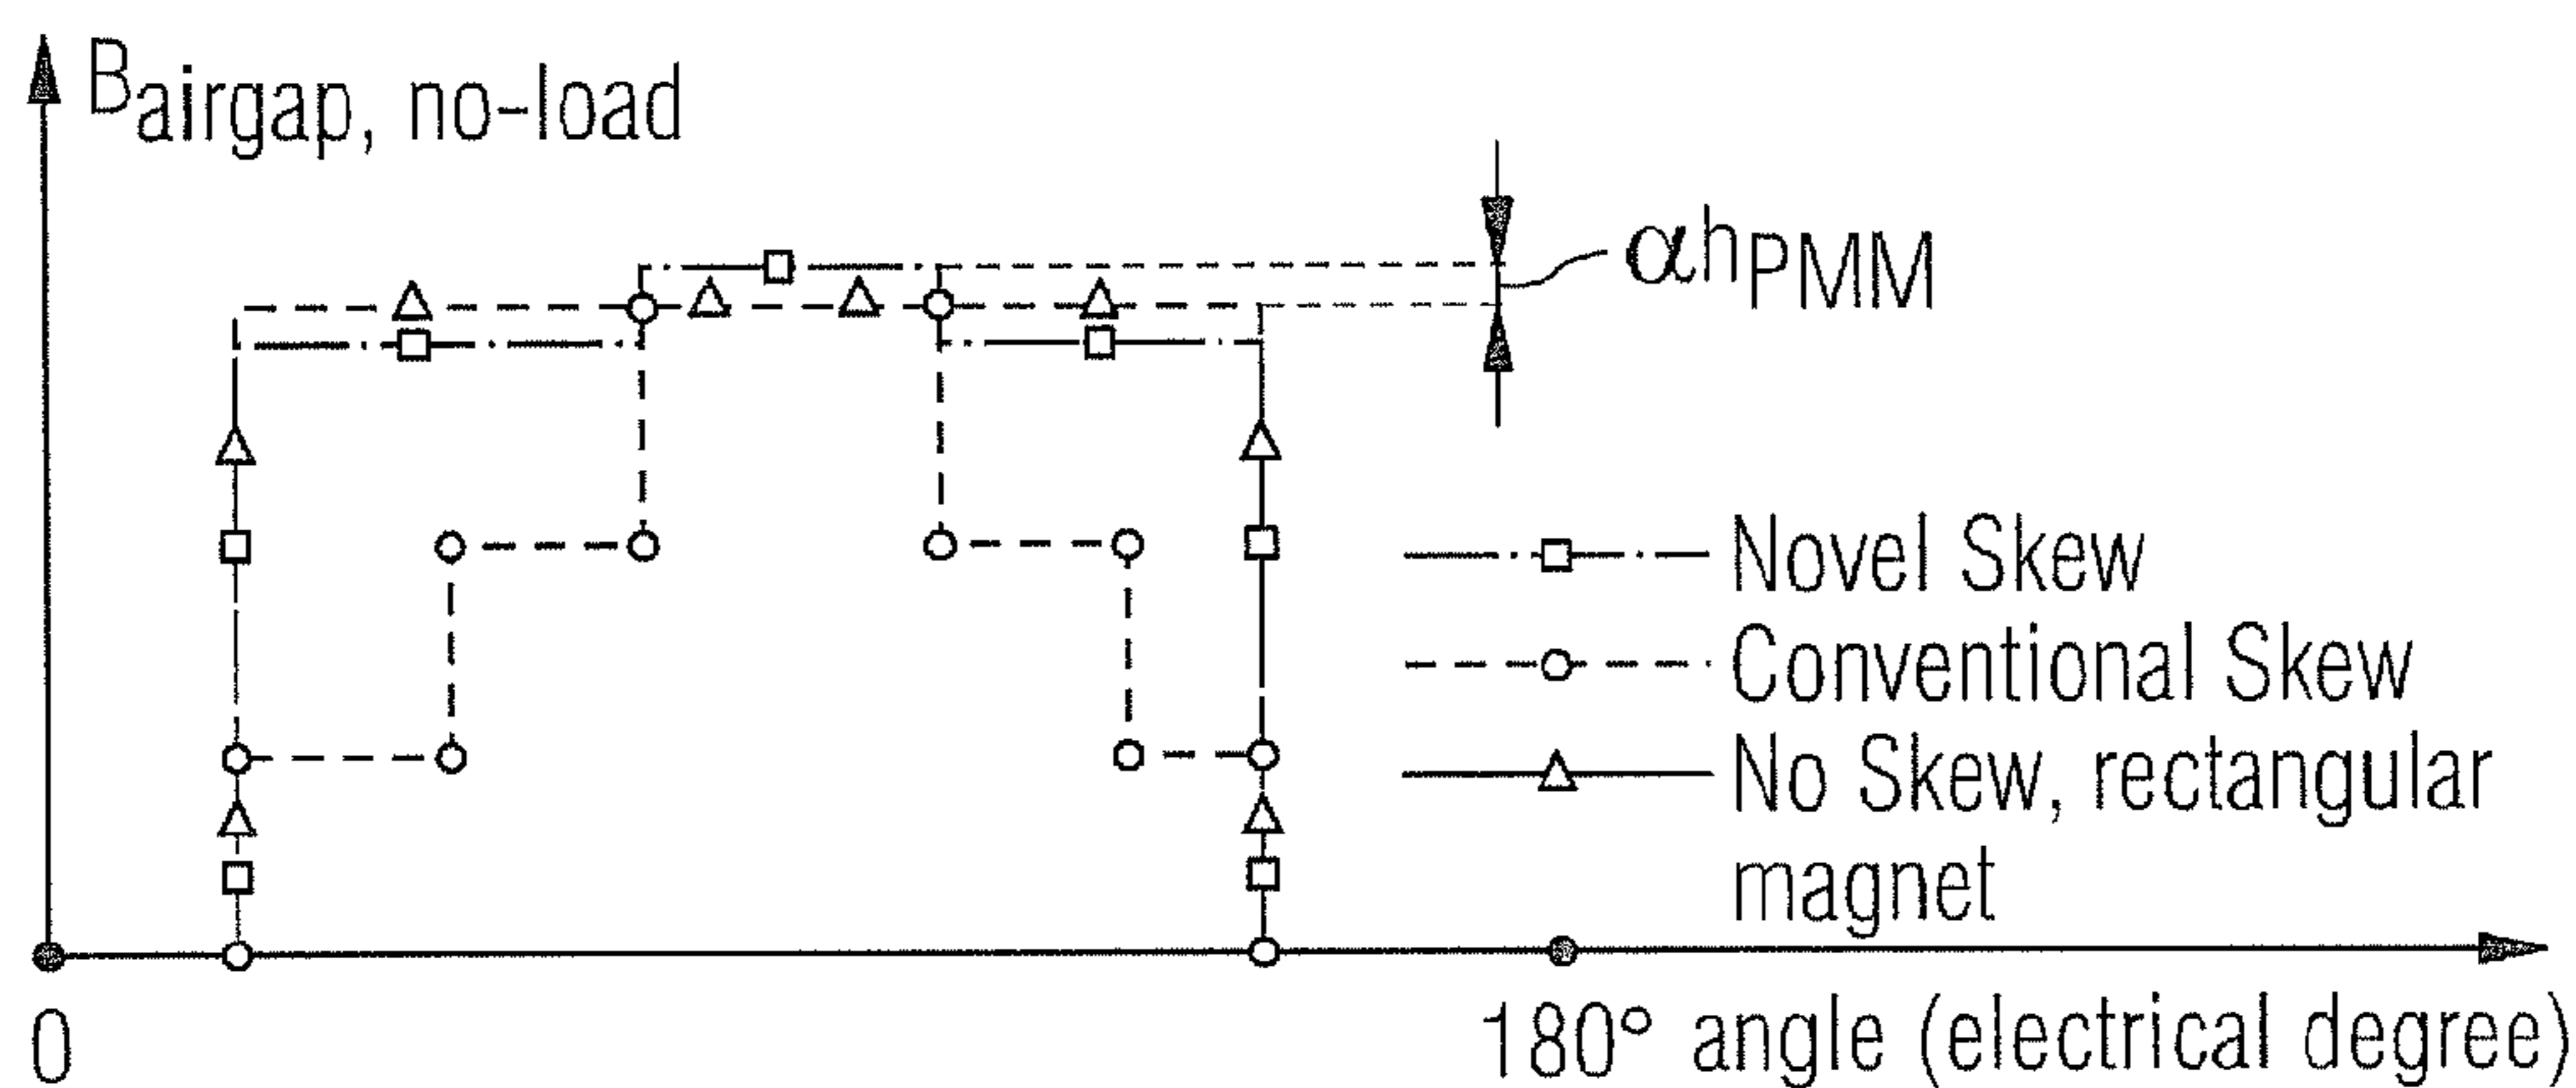 Bairgap, no-load
αhPMM
Novel Skew
Conventional Skew
No Skew, rectangular
magnet
0
180° angle (electrical degree)